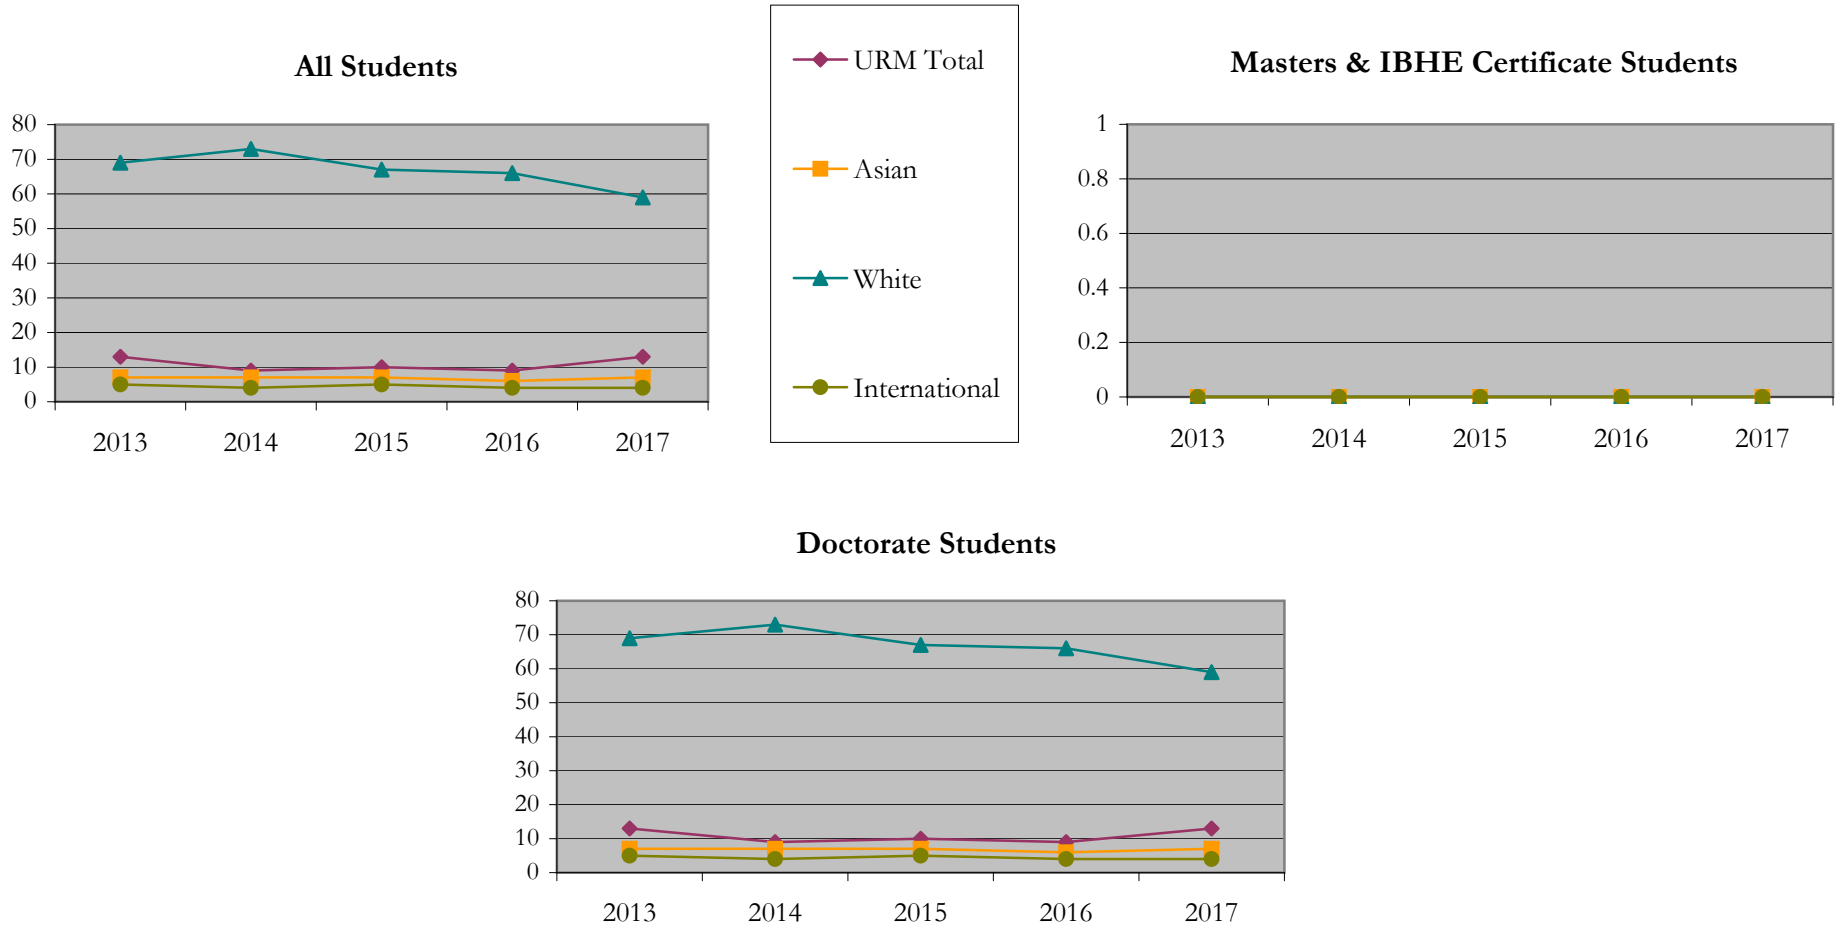 All Students
80
70
60
50
40
30
20
10
0
2013 2014 2015 2016 2017
URM Total
Asian
White
International
Masters & IBHE Certificate Students
1
0.8
0.6
0.4
0.2
0
2013 2014 2015 2016 2017
Doctorate Students
80
70
60
50
40
30
20
10
0
2013 2014 2015 2016 2017